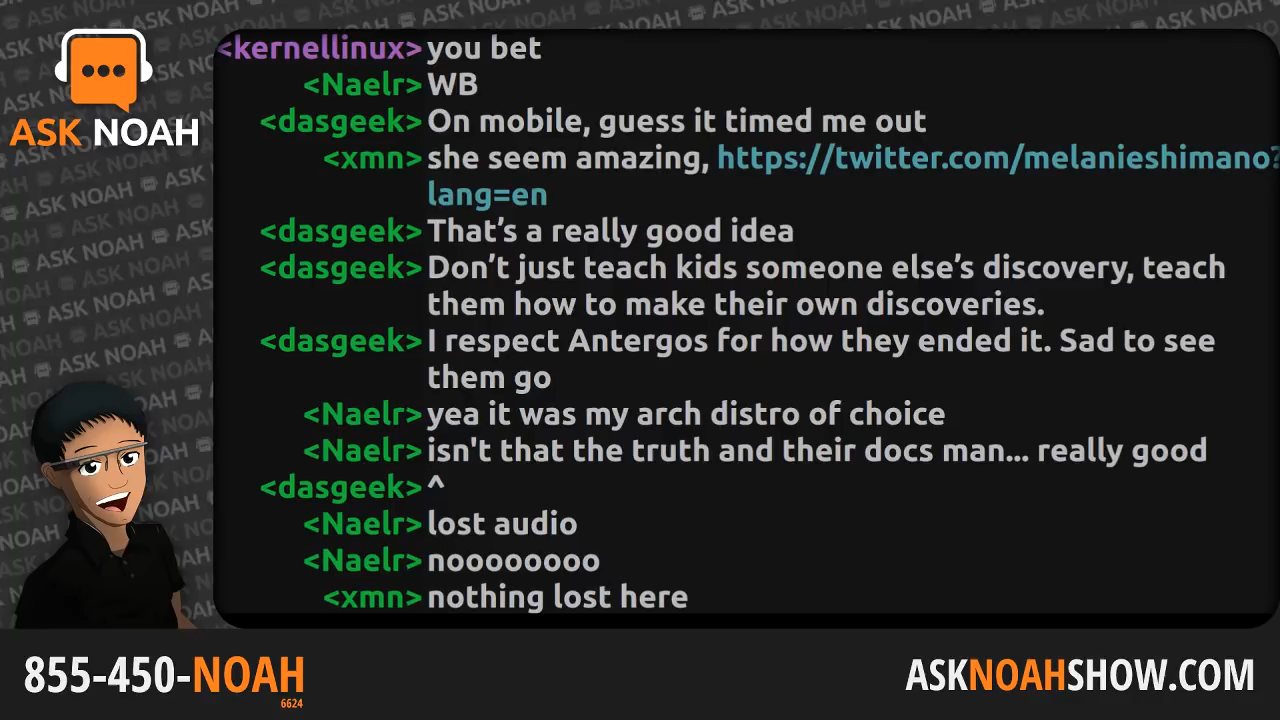 <kernellinux> you bet
<Naelr> WB
<dasgeek> On mobile, guess it timed me out
<xmn> she seem amazing, https://twitter.com/melanieshimano?
lang=en
<dasgeek> That's a really good idea
<dasgeek> Don't just teach kids someone else's discovery, teach
them how to make their own discoveries.
<dasgeek> I respect Antergos for how they ended it. Sad to see
them go
<Naelr> yea it was my arch distro of choice
<Naelr> isn't that the truth and their docs man... really good
<dasgeek> ^
<Naelr> lost audio
<Naelr> noooooooo
<xmn> nothing lost here
ASK NOAH
855-450-NOAH
6624
ASKNOAHSHOW.COM